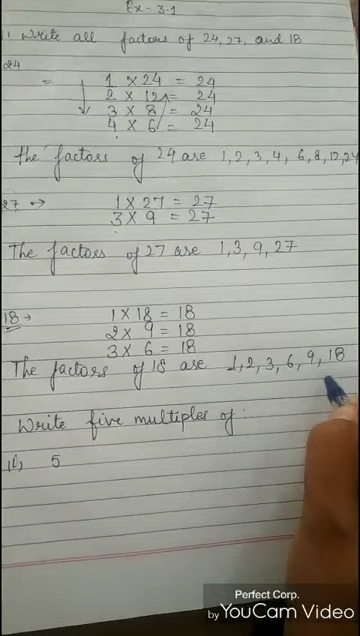 Ex - 3.1
1 Write all factors of 24, 27, and 18
24
= 1 × 24 = 24
2 × 12 = 24
3 × 8 = 24
4 × 6 = 24
The factors of 24 are 1, 2, 3, 4, 6, 8, 12, 24
27 → 1 × 27 = 27
3 × 9 = 27
The factors of 27 are 1, 3, 9, 27
18 → 1 × 18 = 18
2 × 9 = 18
3 × 6 = 18
The factors of 18 are 1, 2, 3, 6, 9, 18
Write five multiples of
5
Perfect Corp.
by YouCam Video